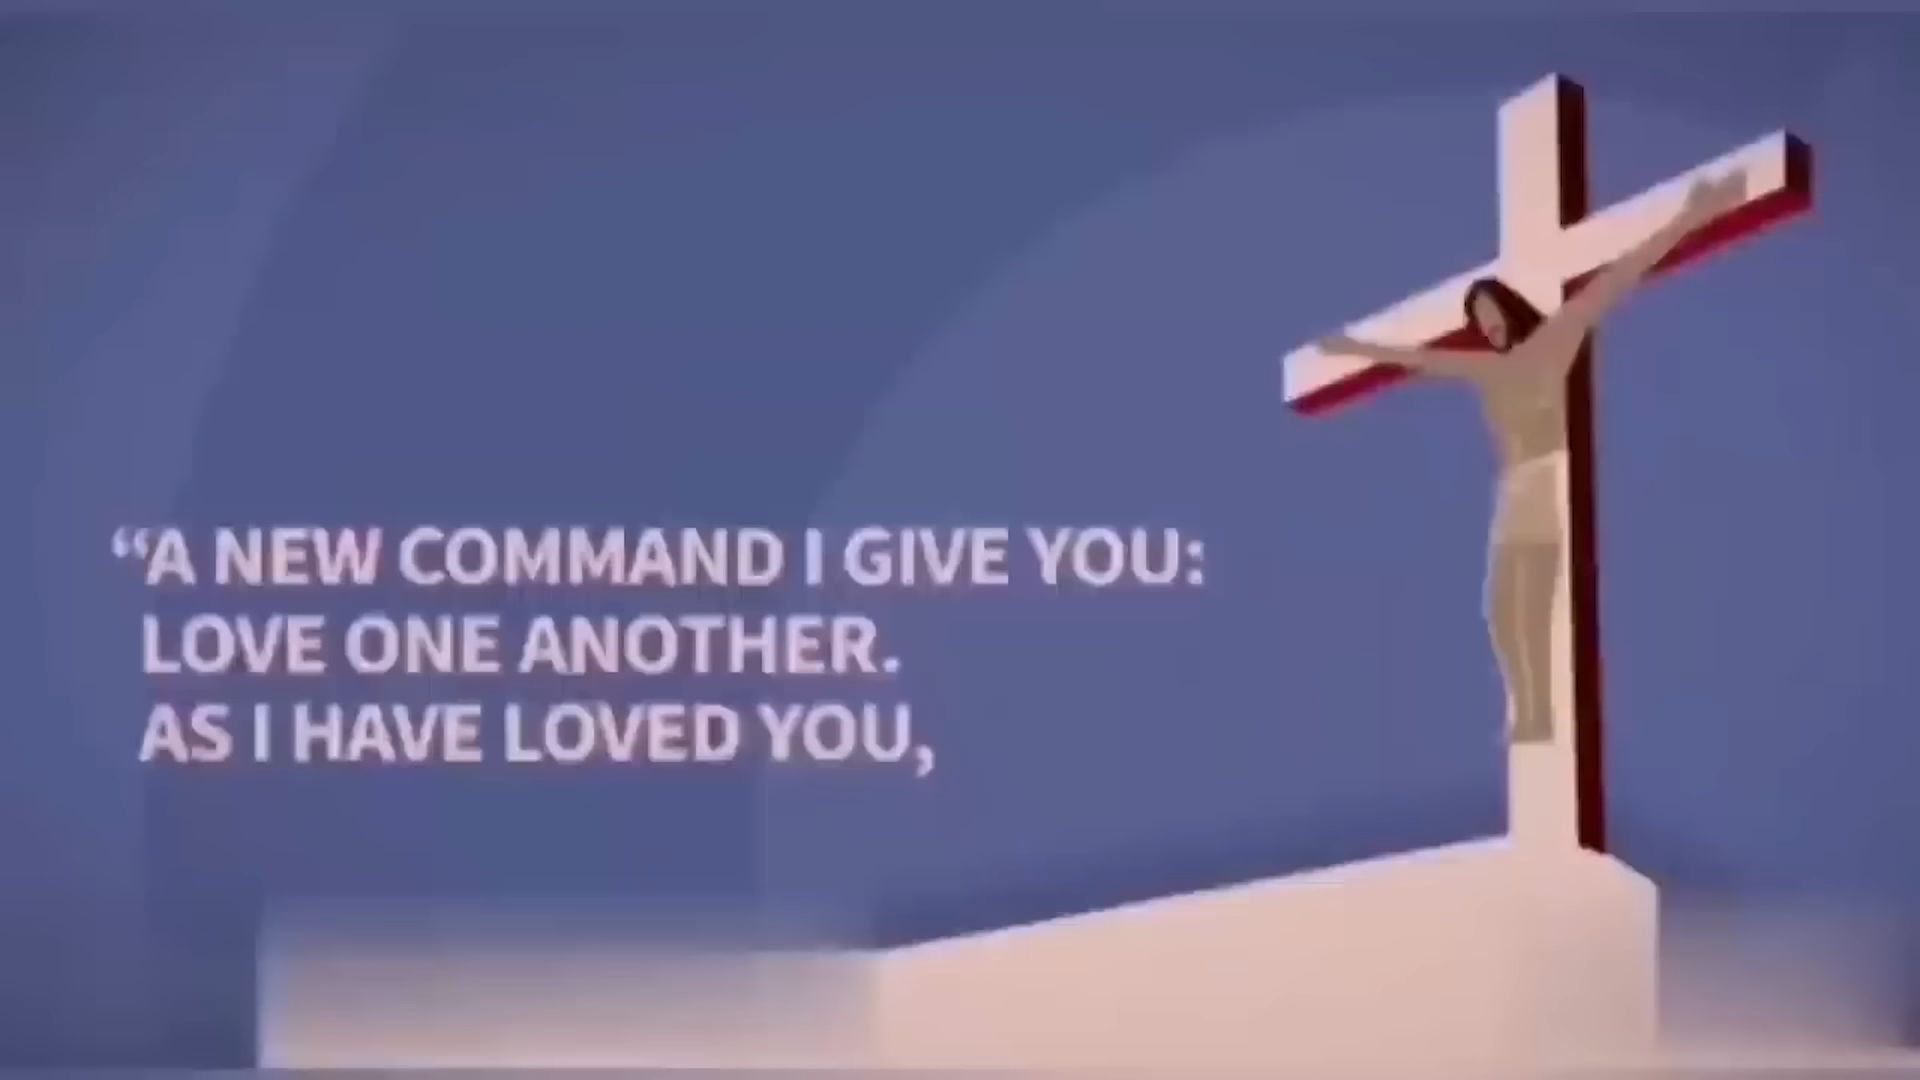 “A NEW COMMAND I GIVE YOU:
LOVE ONE ANOTHER.
AS I HAVE LOVED YOU,